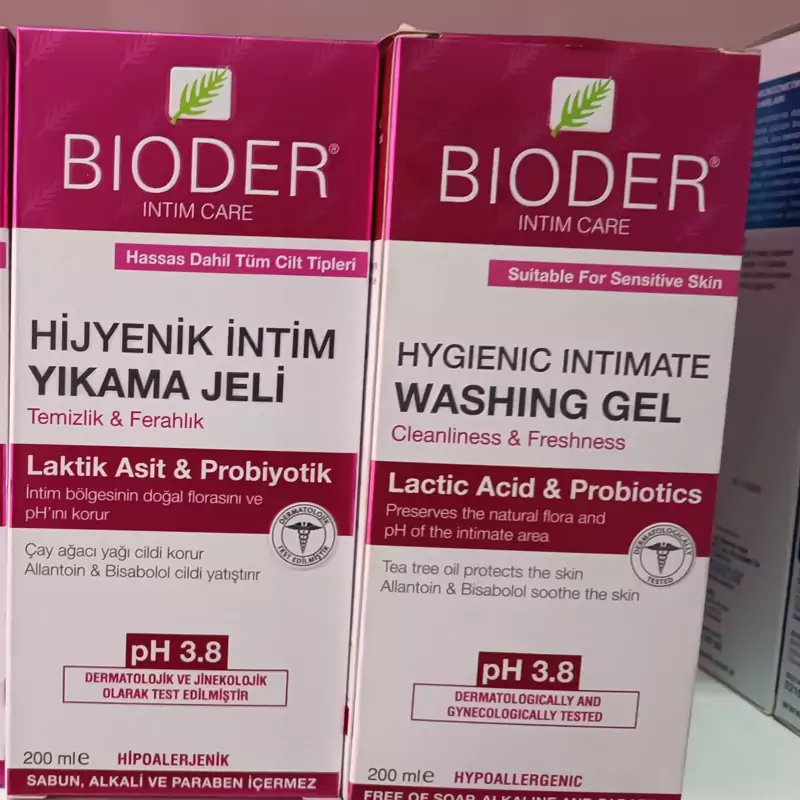 BIODER®
INTIM CARE
Hassas Dahil Tüm Cilt Tipleri
HİJYENİK İNTİM
YIKAMA JELİ
Temizlik & Ferahlık
Laktik Asit & Probiyotik
İntim bölgesinin doğal florasını ve
pH'ını korur
DERMATOLOJİK
TEST EDİLMİŞTİR
Çay ağacı yağı cildi korur
Allantoin & Bisabolol cildi yatıştırır
pH 3.8
DERMATOLOJİK VE JİNEKOLOJİK
OLARAK TEST EDİLMİŞTİR
200 ml e HİPOALERJENİK
SABUN, ALKALİ VE PARABEN İÇERMEZ
BIODER®
INTIM CARE
Suitable For Sensitive Skin
HYGIENIC INTIMATE
WASHING GEL
Cleanliness & Freshness
Lactic Acid & Probiotics
Preserves the natural flora and
pH of the intimate area
DERMATOLOGICALLY
TESTED
Tea tree oil protects the skin
Allantoin & Bisabolol soothe the skin
pH 3.8
DERMATOLOGICALLY AND
GYNECOLOGICALLY TESTED
200 ml e HYPOALLERGENIC
FREE OF SOAP, ALKALINE AND